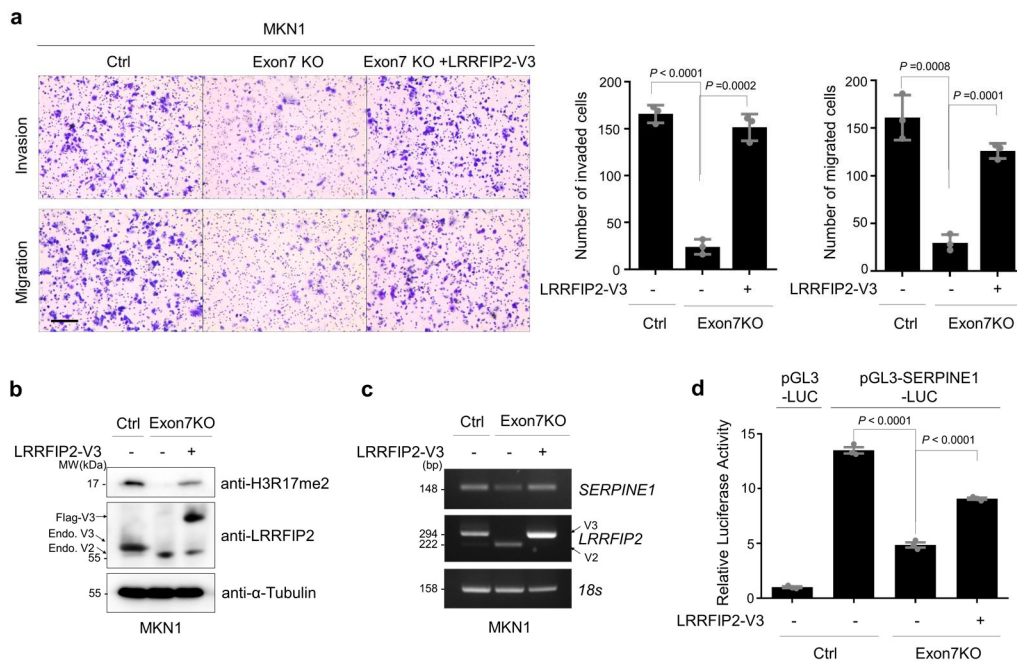 a
MKN1
Ctrl Exon7 KO Exon7 KO +LRRFIP2-V3
Invasion
Migration
Number of invaded cells
P < 0.0001
P =0.0002
200
150
100
50
0
LRRFIP2-V3 - - +
Ctrl Exon7KO
Number of migrated cells
P =0.0008
P =0.0001
200
150
100
50
0
LRRFIP2-V3 - - +
Ctrl Exon7KO
b
Ctrl Exon7KO
LRRFIP2-V3 - - +
MW(kDa)
17 anti-H3R17me2
Flag-V3
Endo. V3
Endo. V2
55
anti-LRRFIP2
55 anti-α-Tubulin
MKN1
c
Ctrl Exon7KO
LRRFIP2-V3 - - +
(bp)
148 SERPINE1
V3
294
222
LRRFIP2
V2
158 18s
MKN1
d
pGL3
-LUC
pGL3-SERPINE1
-LUC
Relative Luciferase Activity
P < 0.0001
P < 0.0001
15
10
5
0
LRRFIP2-V3 - - - +
Ctrl Exon7KO